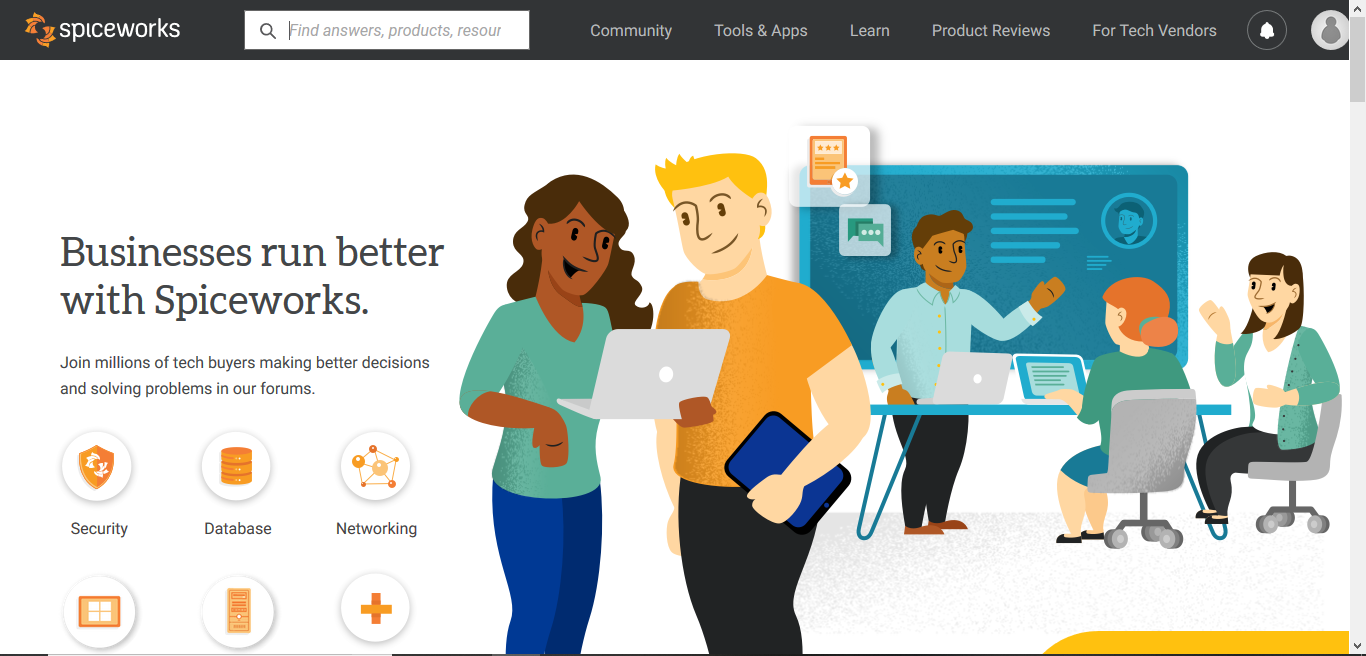 spiceworks
Find answers, products, resour
Community
Tools & Apps
Learn
Product Reviews
For Tech Vendors
Businesses run better
with Spiceworks.
Join millions of tech buyers making better decisions
and solving problems in our forums.
Security
Database
Networking